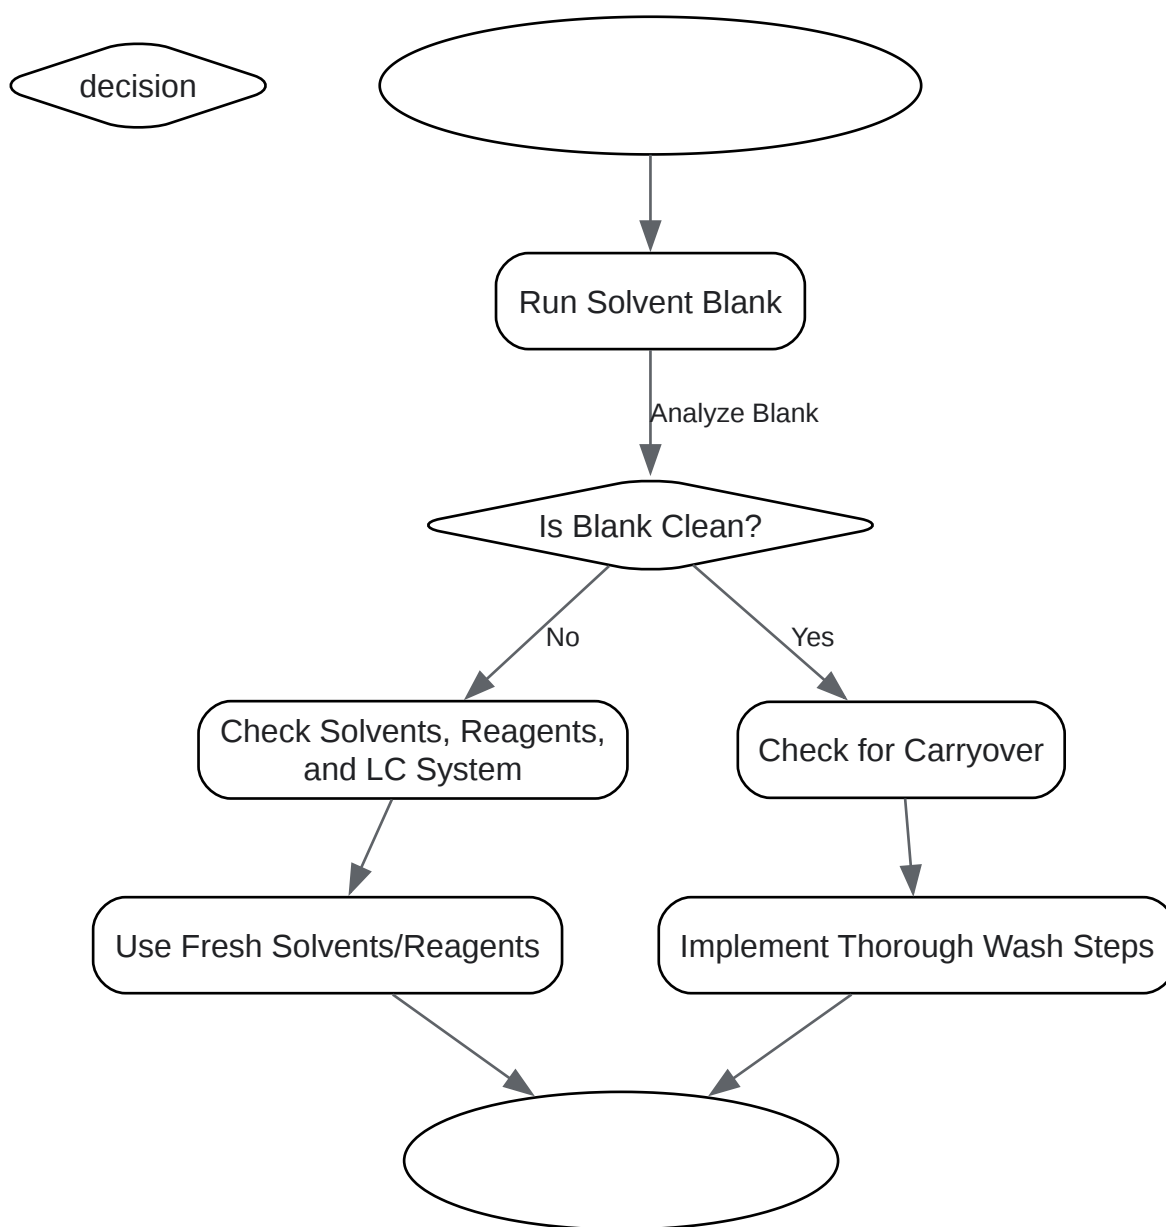 decision
Run Solvent Blank
Analyze Blank
Is Blank Clean?
No
Yes
Check Solvents, Reagents,
and LC System
Check for Carryover
Use Fresh Solvents/Reagents
Implement Thorough Wash Steps